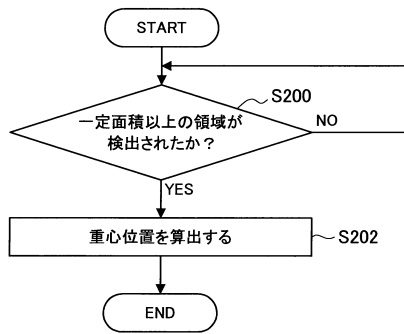 START
S200
一定面積以上の領域が
検出されたか？
NO
YES
重心位置を算出する
S202
END